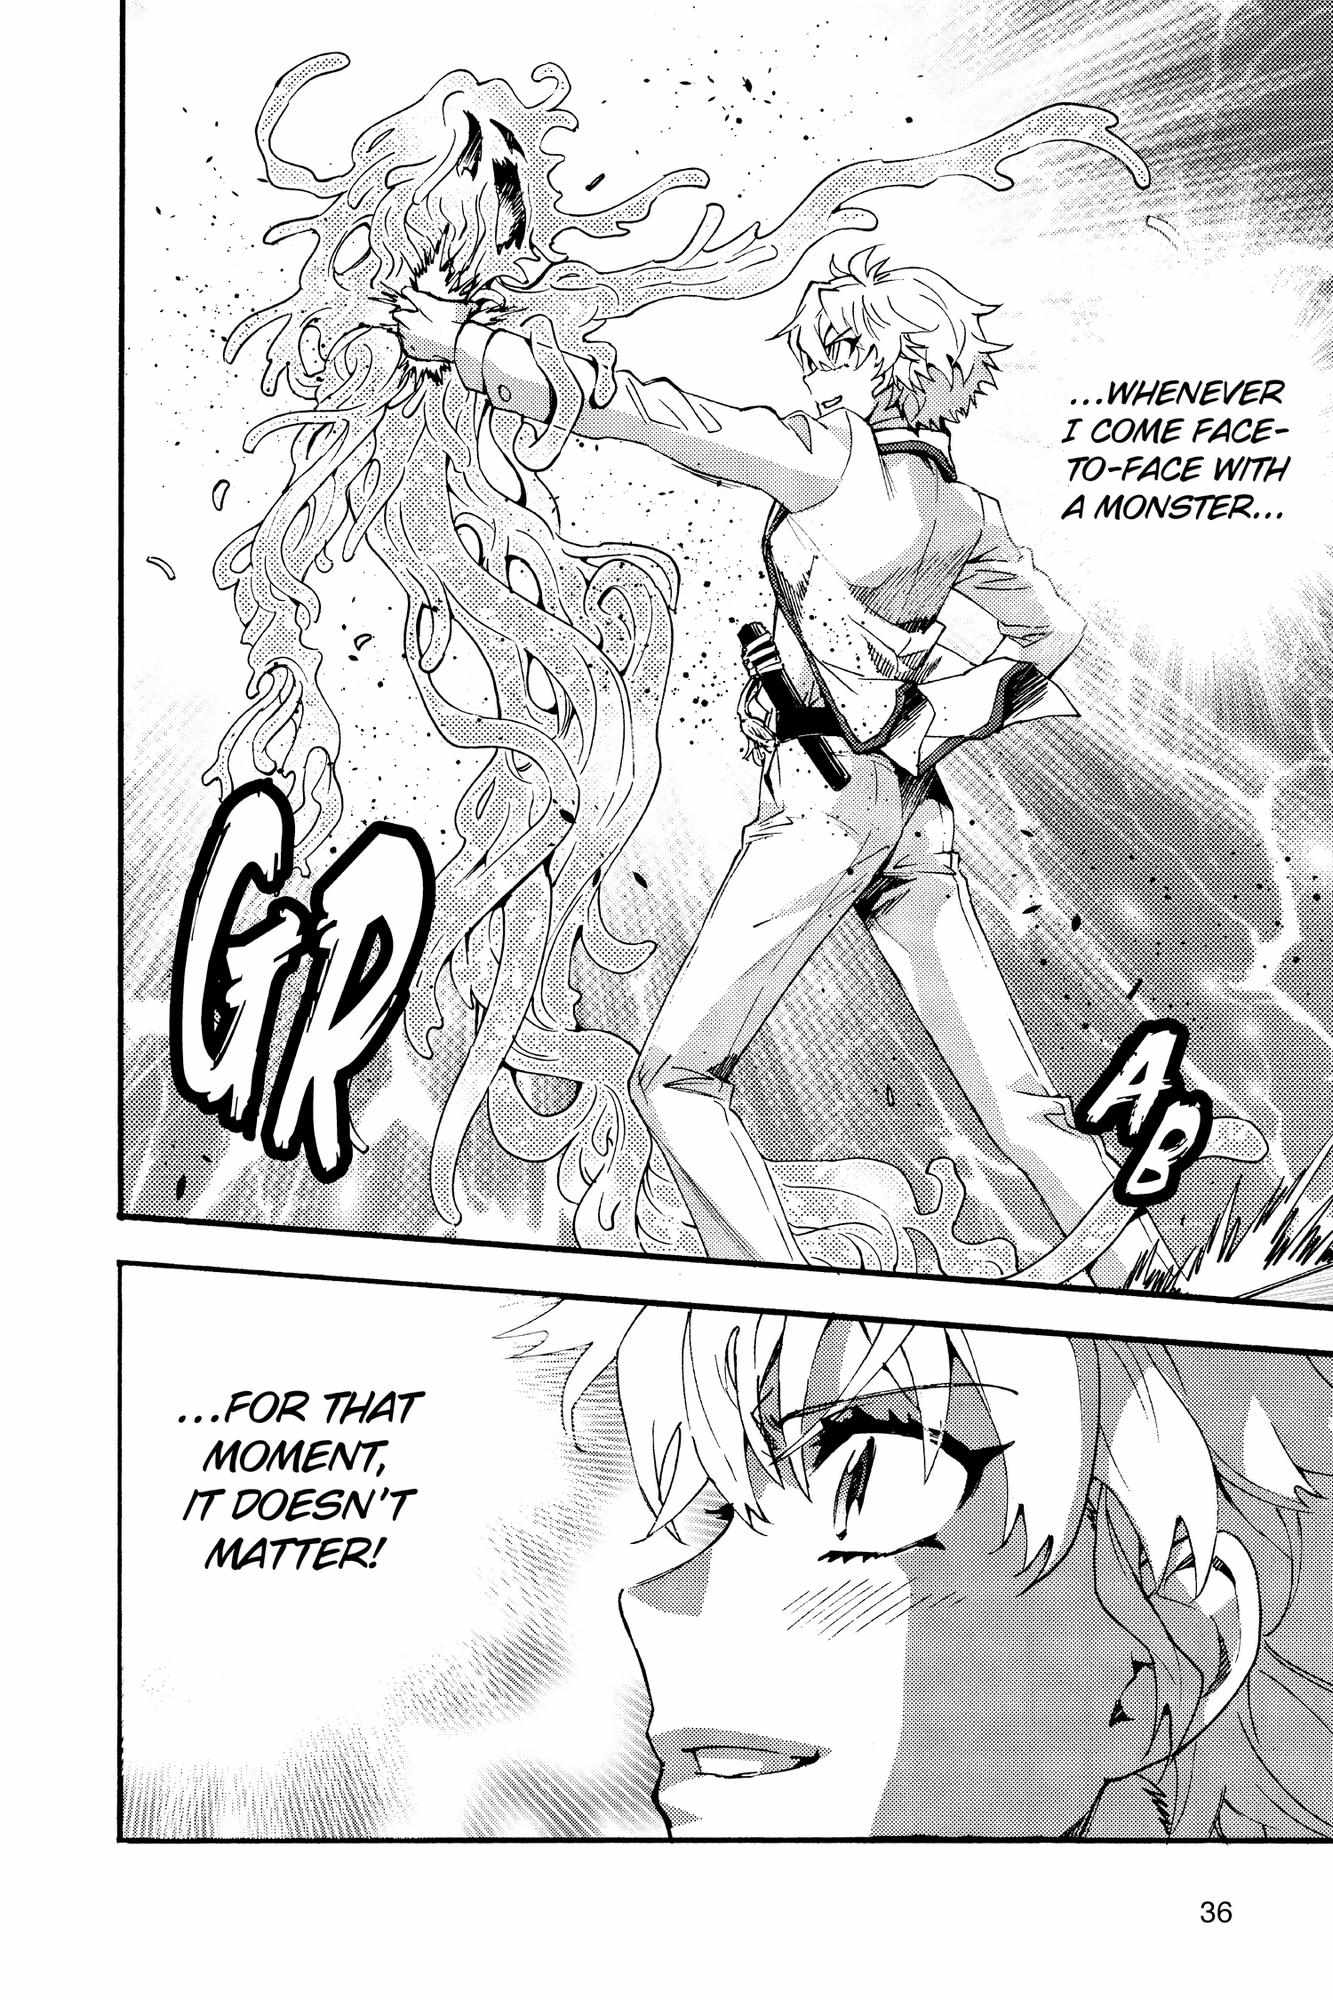 ...WHENEVER
I COME FACE-
TO-FACE WITH
A MONSTER...
GR
AB
...FOR THAT
MOMENT,
IT DOESN'T
MATTER!
36